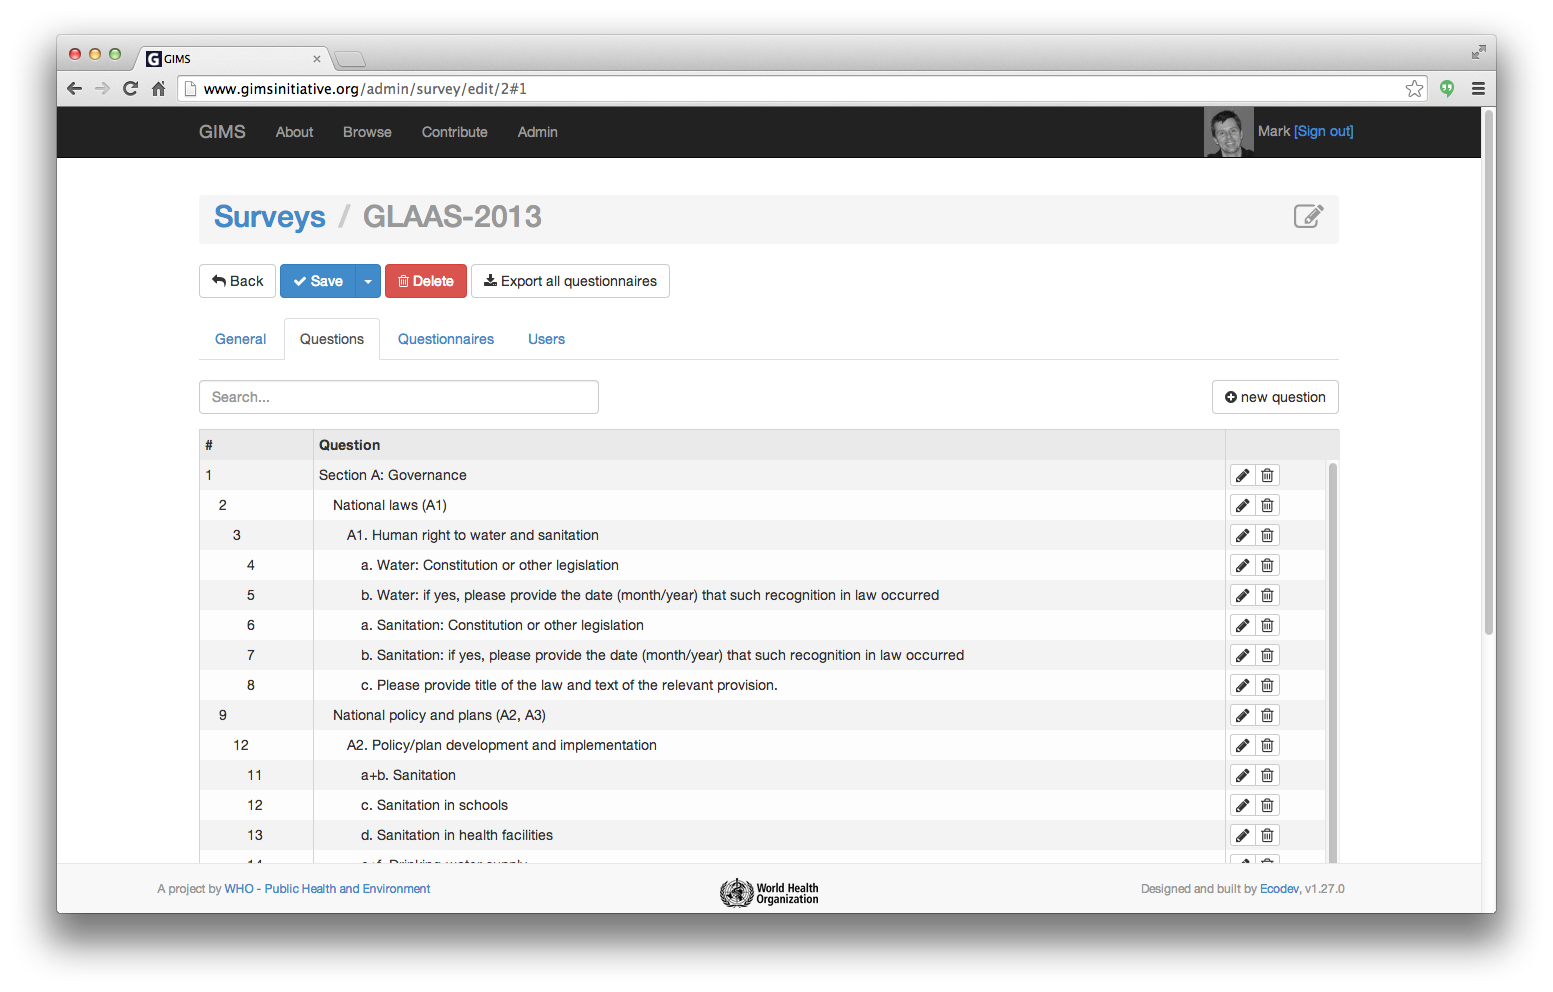 GIMS
www.gimsinitiative.org/admin/survey/edit/2#1
GIMS About Browse Contribute Admin Mark [Sign out]
Surveys / GLAAS-2013
Back Save Delete Export all questionnaires
General Questions Questionnaires Users
Search... new question
# Question
1 Section A: Governance
2 National laws (A1)
3 A1. Human right to water and sanitation
4 a. Water: Constitution or other legislation
5 b. Water: if yes, please provide the date (month/year) that such recognition in law occurred
6 a. Sanitation: Constitution or other legislation
7 b. Sanitation: if yes, please provide the date (month/year) that such recognition in law occurred
8 c. Please provide title of the law and text of the relevant provision.
9 National policy and plans (A2, A3)
12 A2. Policy/plan development and implementation
11 a+b. Sanitation
12 c. Sanitation in schools
13 d. Sanitation in health facilities
14 e+f. Drinking-water supply
A project by WHO - Public Health and Environment
World Health
Organization
Designed and built by Ecodev, v1.27.0